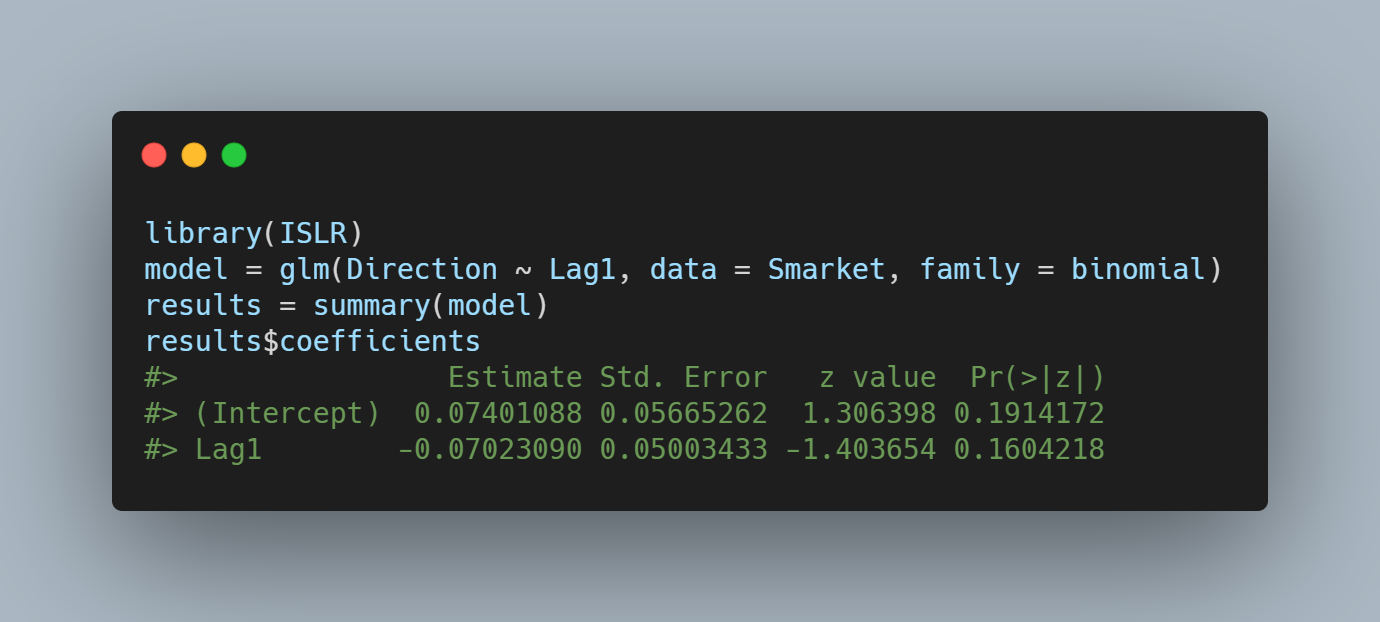 library(ISLR)
model = glm(Direction ~ Lag1, data = Smarket, family = binomial)
results = summary(model)
results$coefficients
#>                Estimate Std. Error   z value  Pr(>|z|)
#> (Intercept)  0.07401088 0.05665262  1.306398 0.1914172
#> Lag1        -0.07023090 0.05003433 -1.403654 0.1604218